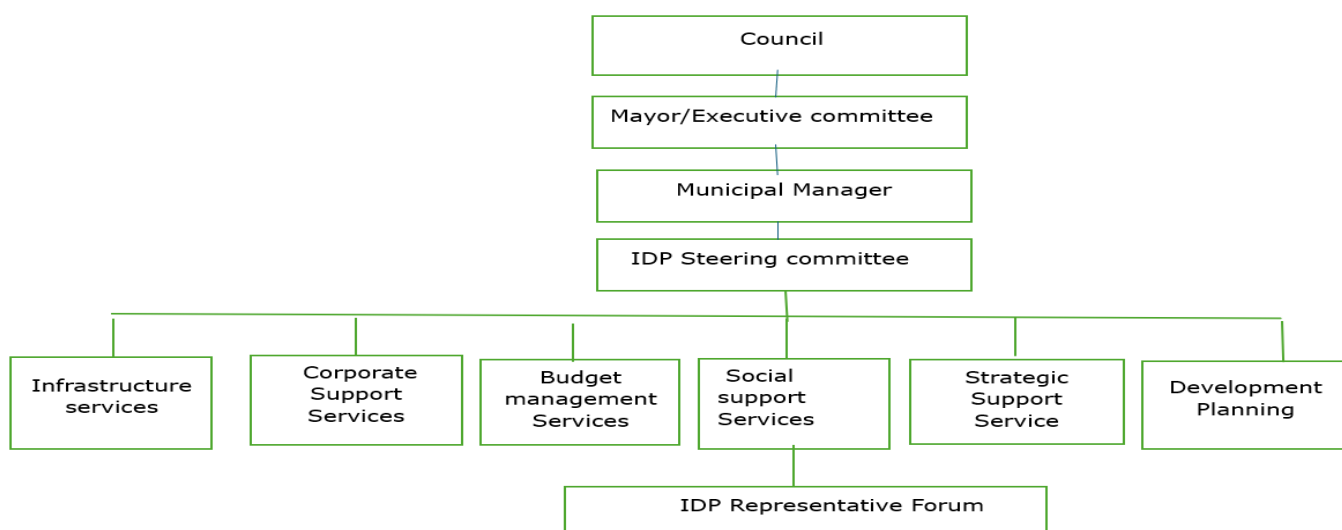 Council
Mayor/Executive committee
Municipal Manager
IDP Steering committee
Infrastructure
services
Corporate
Support
Services
Budget
management
Services
Social
support
Services
Strategic
Support
Service
Development
Planning
IDP Representative Forum